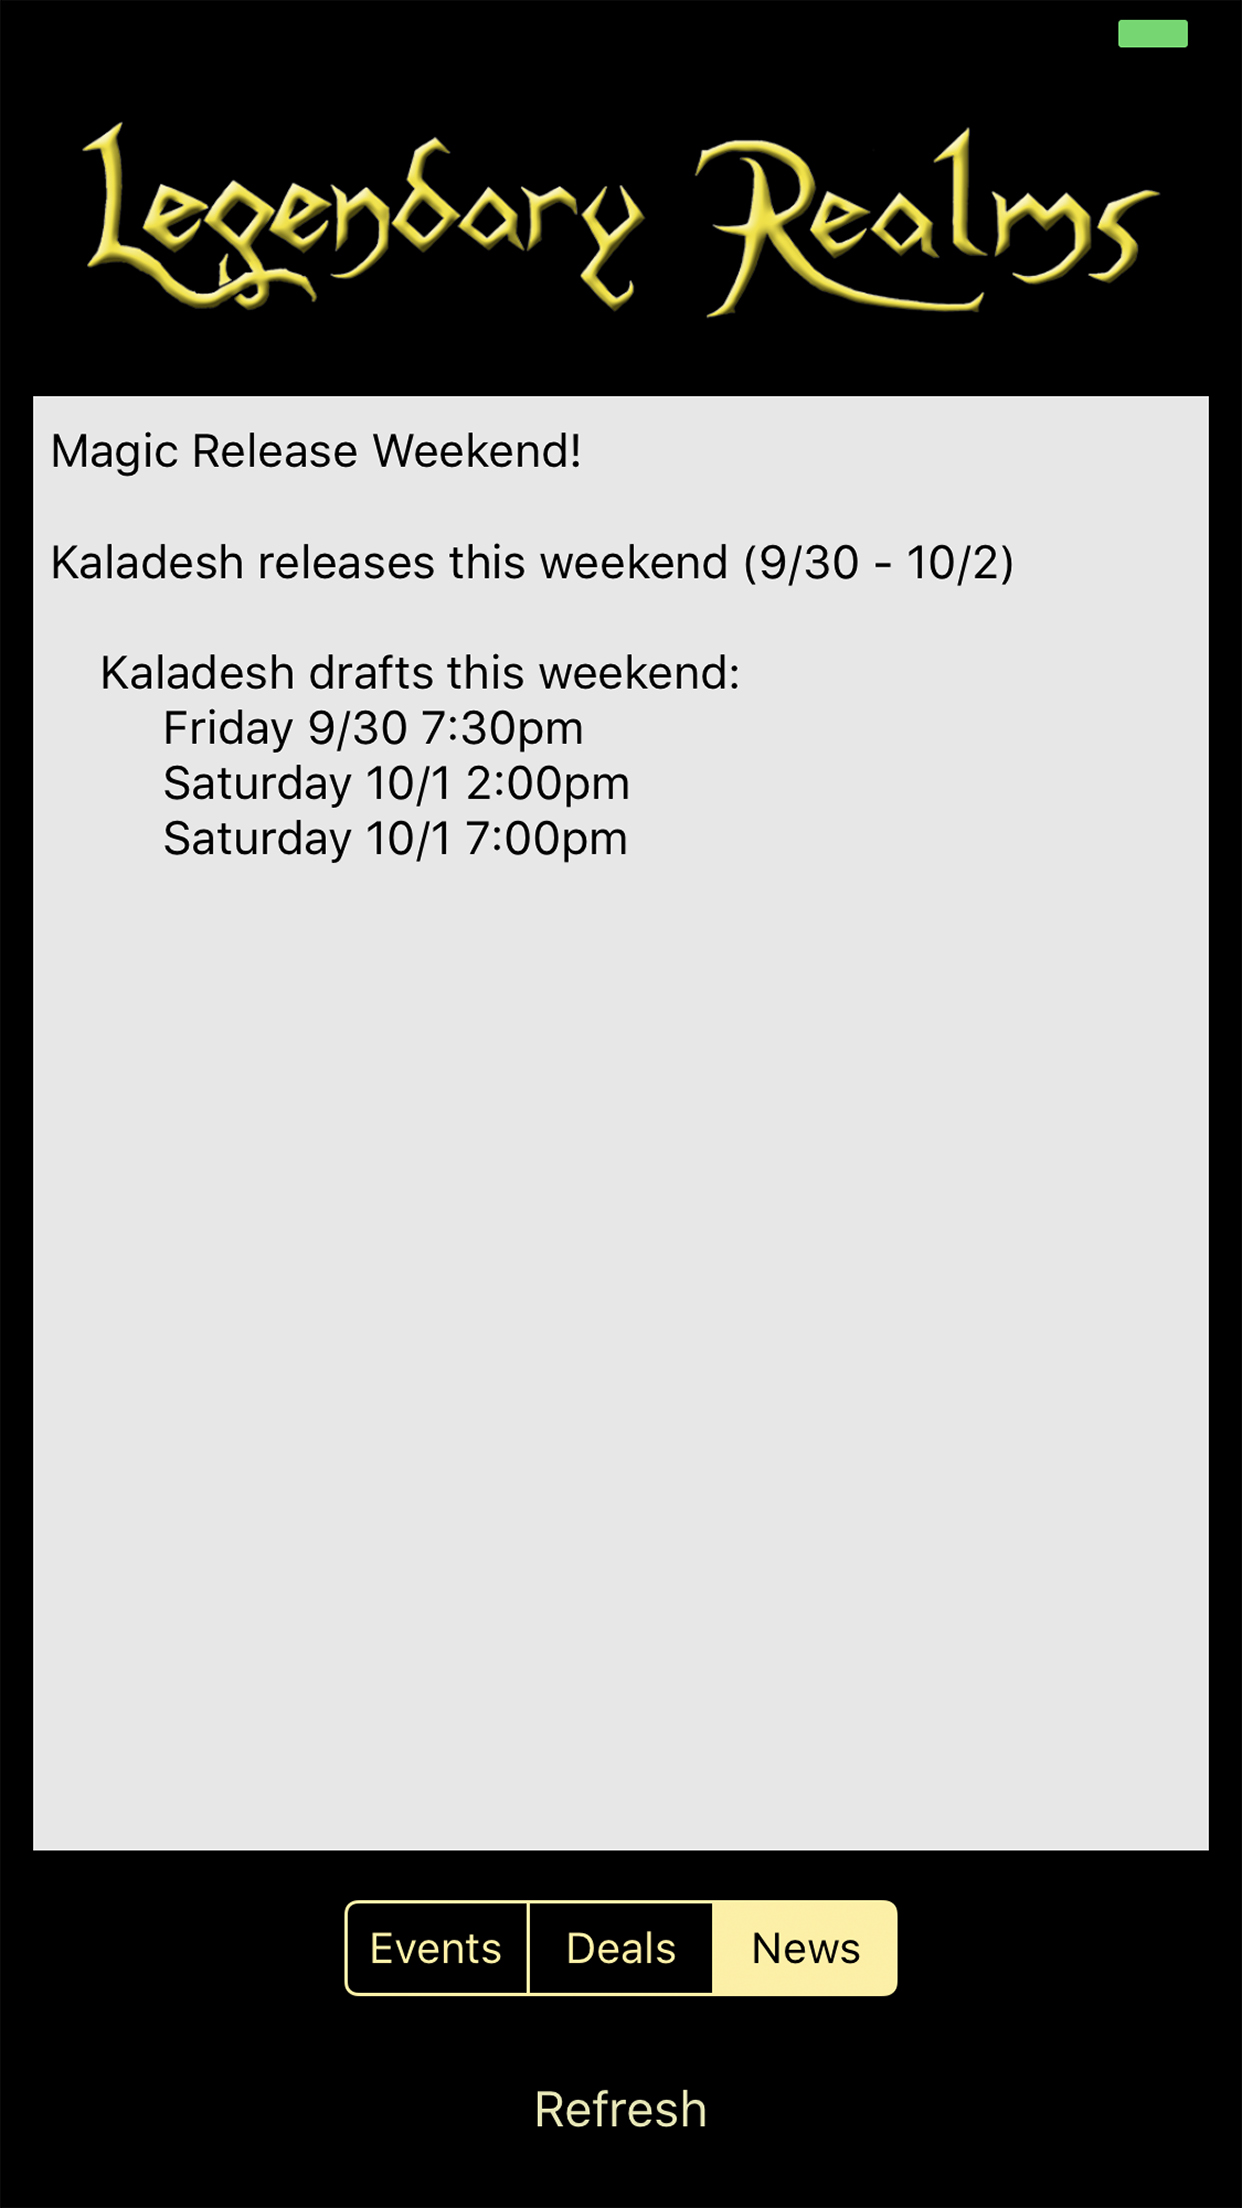 Legendary Realms
Magic Release Weekend!
Kaladesh releases this weekend (9/30 - 10/2)
Kaladesh drafts this weekend:
Friday 9/30 7:30pm
Saturday 10/1 2:00pm
Saturday 10/1 7:00pm
Events Deals News
Refresh